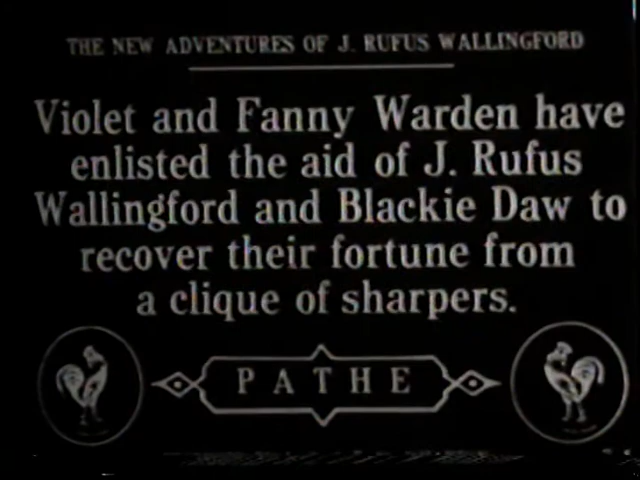 THE NEW ADVENTURES OF J. RUFUS WALLINGFORD
Violet and Fanny Warden have
enlisted the aid of J. Rufus
Wallingford and Blackie Daw to
recover their fortune from
a clique of sharpers.
PATHE